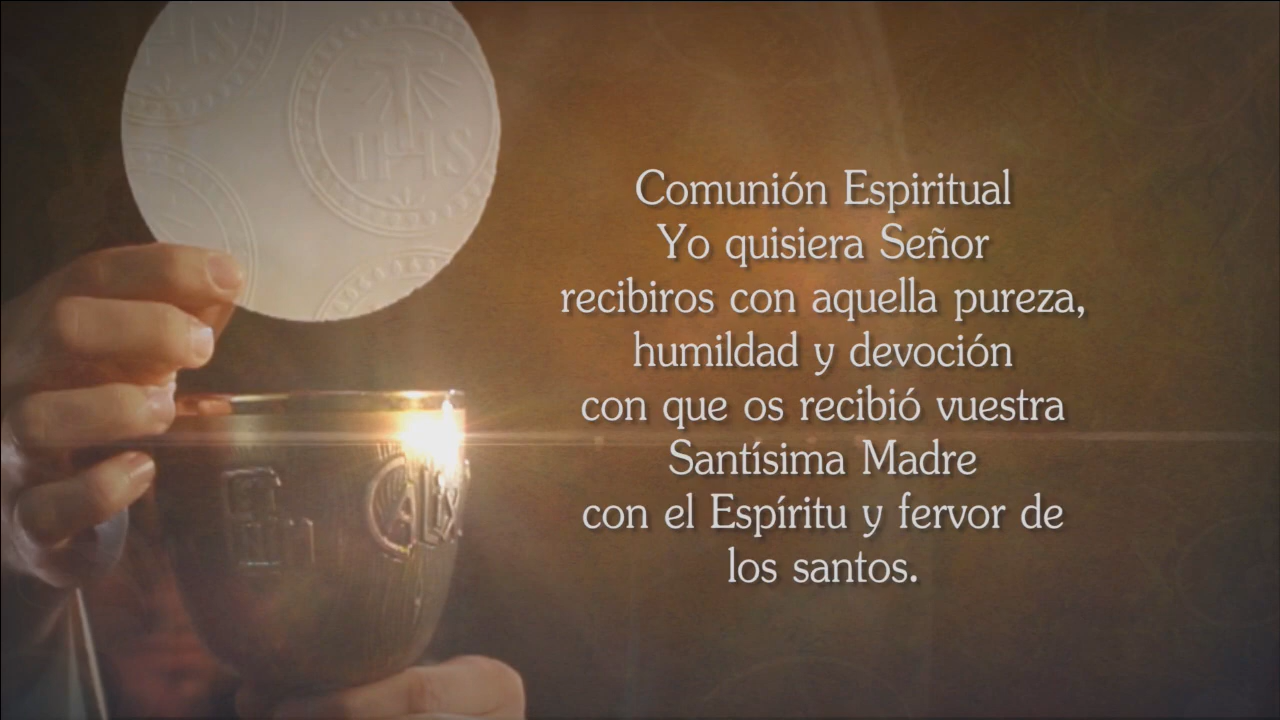 IHS
Comunión Espiritual
Yo quisiera Señor
recibiros con aquella pureza,
humildad y devoción
con que os recibió vuestra
Santísima Madre
con el Espíritu y fervor de
los santos.